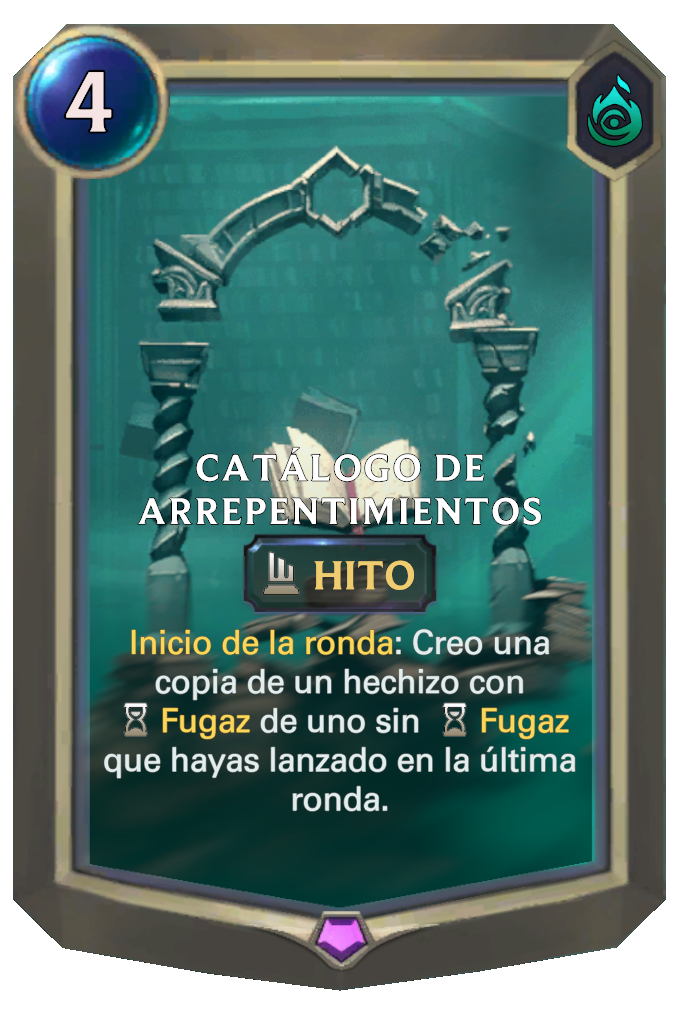 4
CATÁLOGO DE
ARREPENTIMIENTOS
HITO
Inicio de la ronda: Creo una
copia de un hechizo con
Fugaz de uno sin Fugaz
que hayas lanzado en la última
ronda.